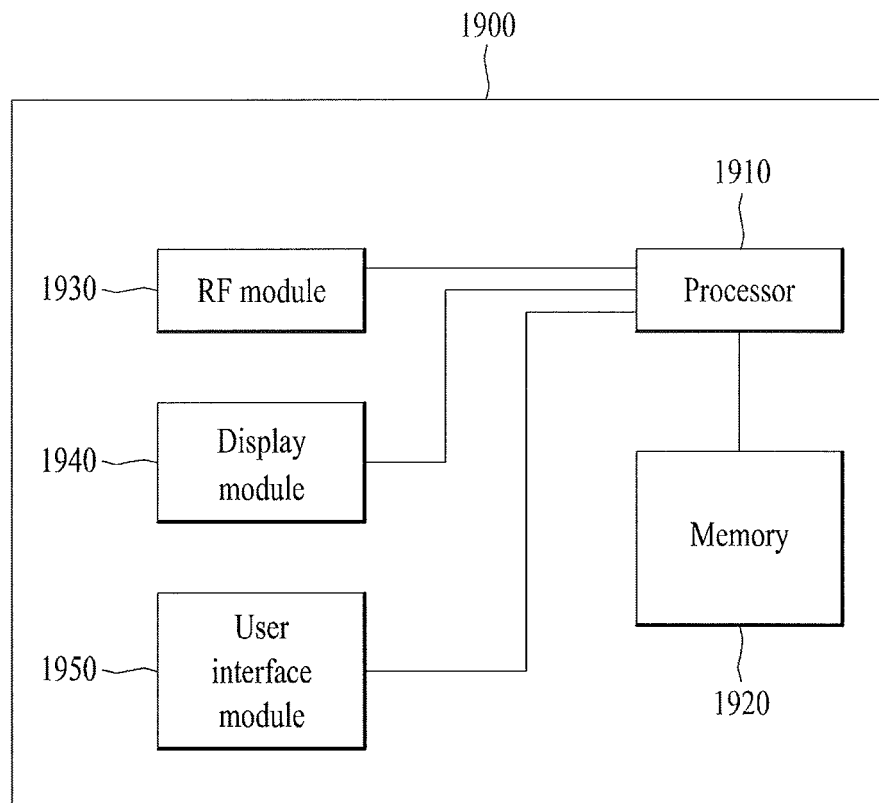 1900
1910
1930
RF module
Processor
1940
Display
module
Memory
1950
User
interface
module
1920